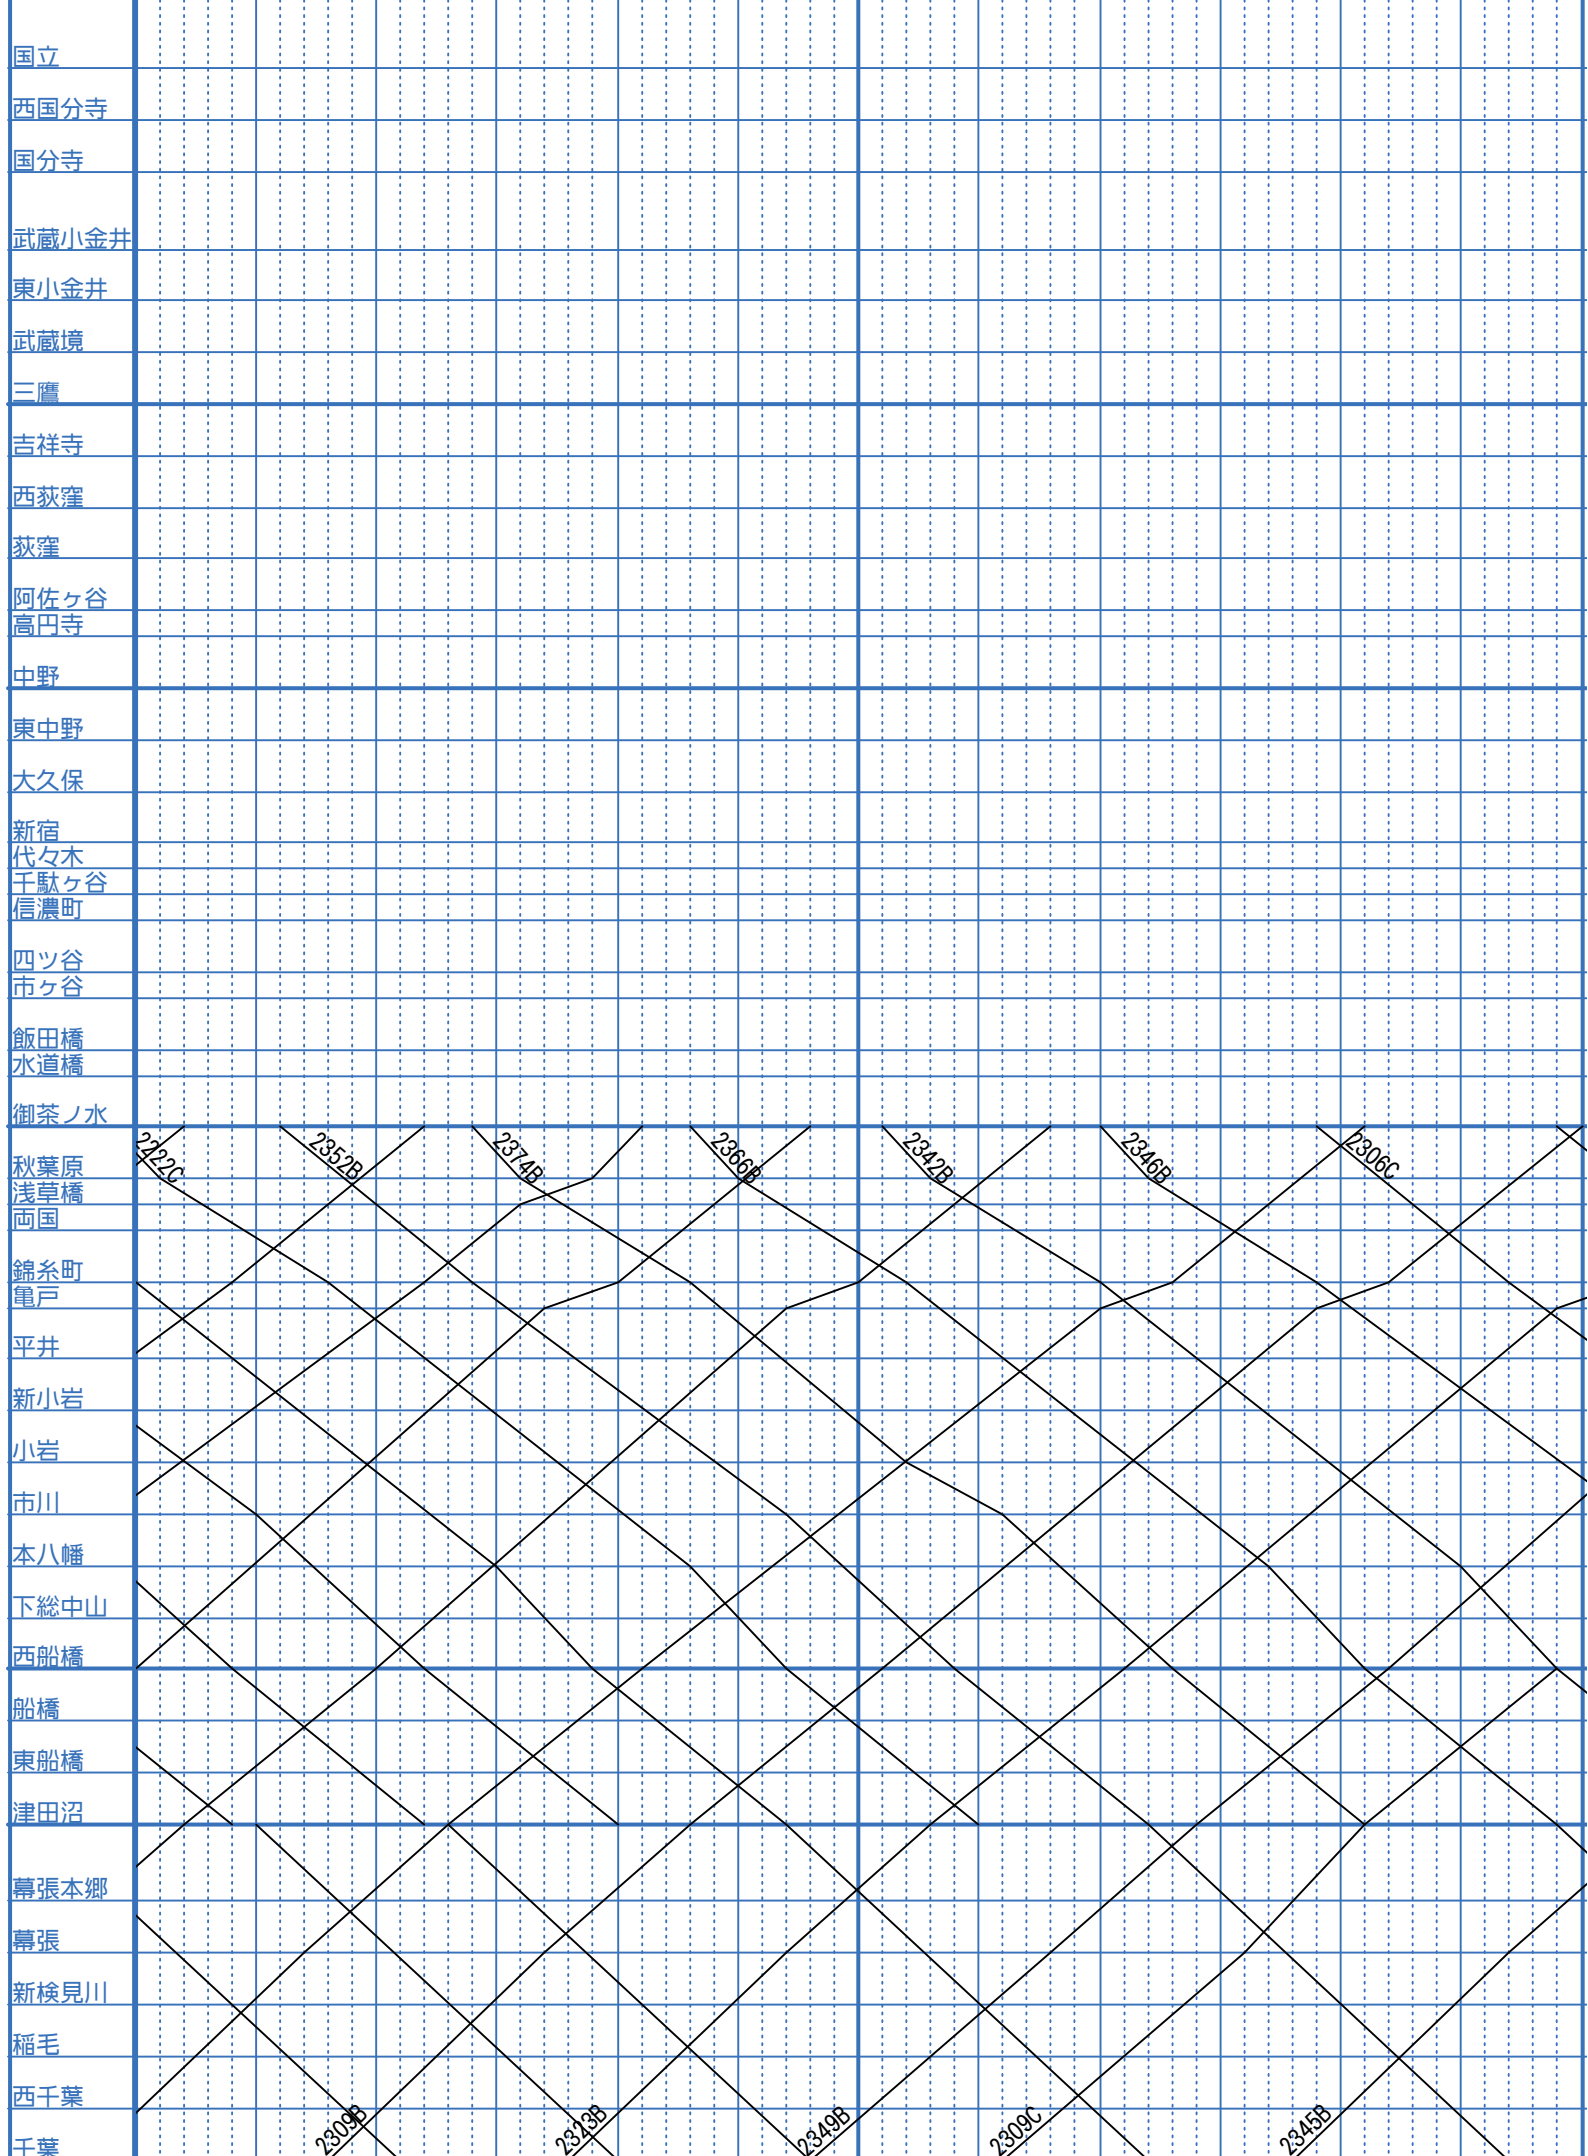 国立
西国分寺
国分寺
武蔵小金井
東小金井
武蔵境
三鷹
吉祥寺
西荻窪
荻窪
阿佐ヶ谷
高円寺
中野
東中野
大久保
新宿
代々木
千駄ヶ谷
信濃町
四ツ谷
市ヶ谷
飯田橋
水道橋
御茶ノ水
2222C
2352B
2374B
2366B
2342B
2346B
2306C
秋葉原
浅草橋
両国
錦糸町
亀戸
平井
新小岩
小岩
市川
本八幡
下総中山
西船橋
船橋
東船橋
津田沼
幕張本郷
幕張
新検見川
稲毛
西千葉
千葉
2309B
2323B
2349B
2309C
2345B